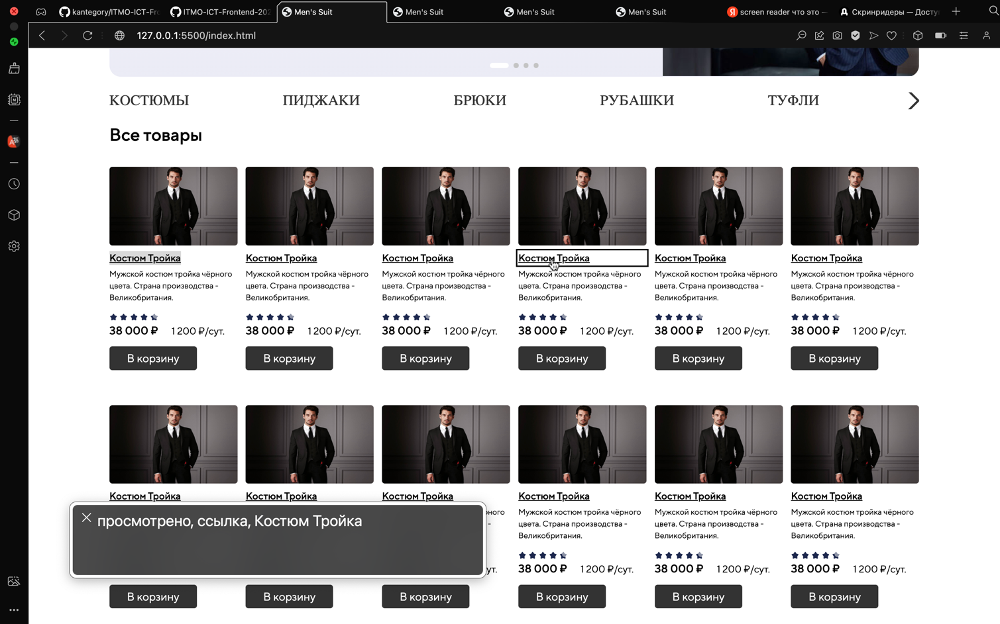 kantegory/ITMO-ICT-Fro
ITMO-ICT-Frontend-202
Men's Suit
Men's Suit
Men's Suit
Men's Suit
screen reader что это —
Скринридеры — Досту
127.0.0.1:5500/index.html
КОСТЮМЫ ПИДЖАКИ БРЮКИ РУБАШКИ ТУФЛИ
Все товары
Костюм Тройка Костюм Тройка Костюм Тройка Костюм Тройка Костюм Тройка Костюм Тройка
Мужской костюм тройка чёрного Мужской костюм тройка чёрного Мужской костюм тройка чёрного Мужской костюм тройка чёрного Мужской костюм тройка чёрного Мужской костюм тройка чёрного
цвета. Страна производства - цвета. Страна производства - цвета. Страна производства - цвета. Страна производства - цвета. Страна производства - цвета. Страна производства -
Великобритания. Великобритания. Великобритания. Великобритания. Великобритания. Великобритания.
38 000 ₽ 1 200 ₽/сут. 38 000 ₽ 1 200 ₽/сут. 38 000 ₽ 1 200 ₽/сут. 38 000 ₽ 1 200 ₽/сут. 38 000 ₽ 1 200 ₽/сут. 38 000 ₽ 1 200 ₽/сут.
В корзину В корзину В корзину В корзину В корзину В корзину
Костюм Тройка Костюм Тройка Костюм Тройка Костюм Тройка Костюм Тройка Костюм Тройка
рного Мужской костюм тройка чёрного Мужской костюм тройка чёрного Мужской костюм тройка чёрного
- цвета. Страна производства - цвета. Страна производства - цвета. Страна производства -
Великобритания. Великобритания. Великобритания.
ут. 38 000 ₽ 1 200 ₽/сут. 38 000 ₽ 1 200 ₽/сут. 38 000 ₽ 1 200 ₽/сут.
просмотрено, ссылка, Костюм Тройка
В корзину В корзину В корзину В корзину В корзину В корзину